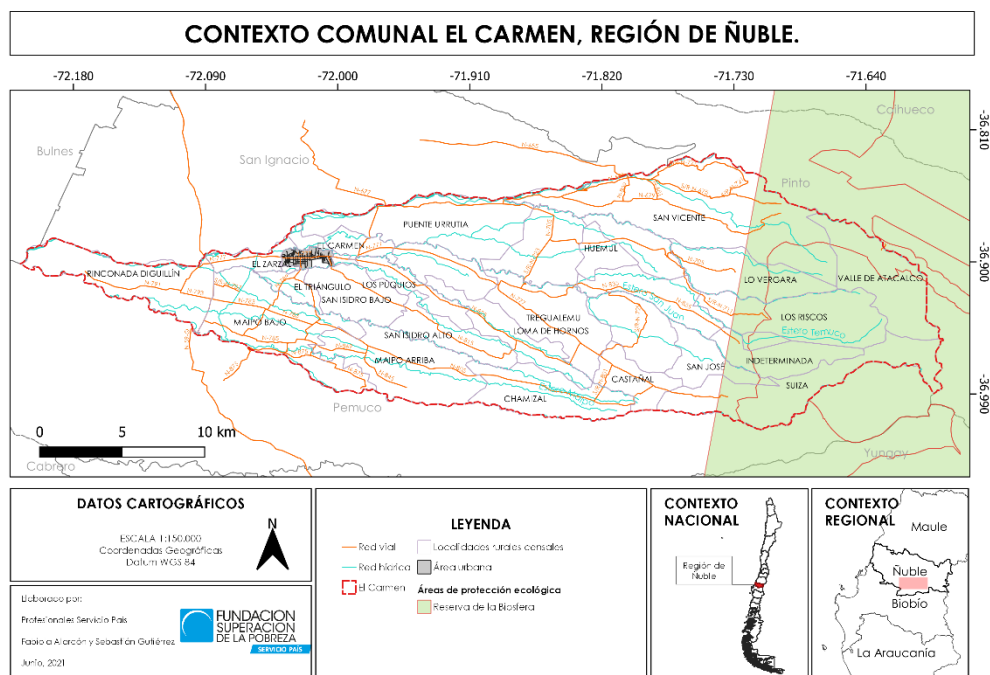 CONTEXTO COMUNAL EL CARMEN, REGIÓN DE ÑUBLE.
-72.180 -72.090 -72.000 -71.910 -71.820 -71.730 -71.640
-36.810
-36.900
-36.990
Coihueco
Bulnes
San Ignacio
Pinto
PUENTE URRUTIA
SAN VICENTE
EL CARMEN
HUEMUL
EL ZARZAL
RINCONADA DIGUILLÍN
LO VERGARA
VALLE DE ATACALCO
EL TRIÁNGULO
LOS PUQUIOS
SAN ISIDRO BAJO
Estero San Juan
TREGUALEMU
LOS RISCOS
MAIPO BAJO
LOMA DE HORNOS
Estero Temuco
SAN ISIDRO ALTO
MAIPO ARRIBA
INDETERMINADA
SAN JOSÉ
CASTAÑAL
SUIZA
CHAMIZAL
Pemuco
0 5 10 km
Cabrero
Yungay
DATOS CARTOGRÁFICOS
ESCALA 1:150.000
Coordenadas Geográficas
Datum WGS 84
N
Elaborado por:
Profesionales Servicio País
Fabiola Alarcón y Sebastián Gutiérrez
Junio, 2021
FUNDACION
SUPERACION
DE LA POBREZA
SERVICIO PAÍS
LEYENDA
Red vial
Red hídrica
El Carmen
Localidades rurales censales
Área urbana
Áreas de protección ecológica
Reserva de la Biosfera
CONTEXTO
NACIONAL
Región de
Ñuble
CONTEXTO
REGIONAL
Maule
Ñuble
Biobío
La Araucanía